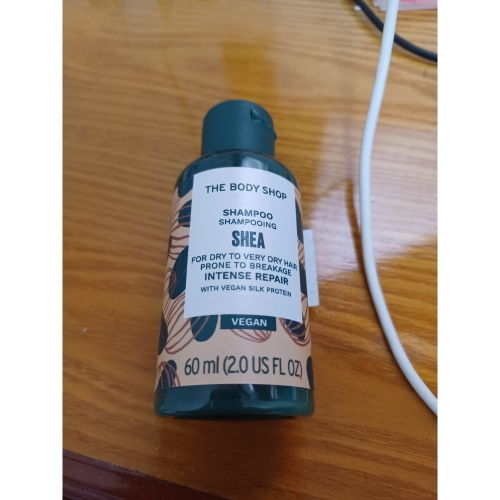 THE BODY SHOP
SHAMPOO
SHAMPOOING
SHEA
FOR DRY TO VERY DRY HAIR
PRONE TO BREAKAGE
INTENSE REPAIR
WITH VEGAN SILK PROTEIN
VEGAN
60 ml (2.0 US FL OZ)